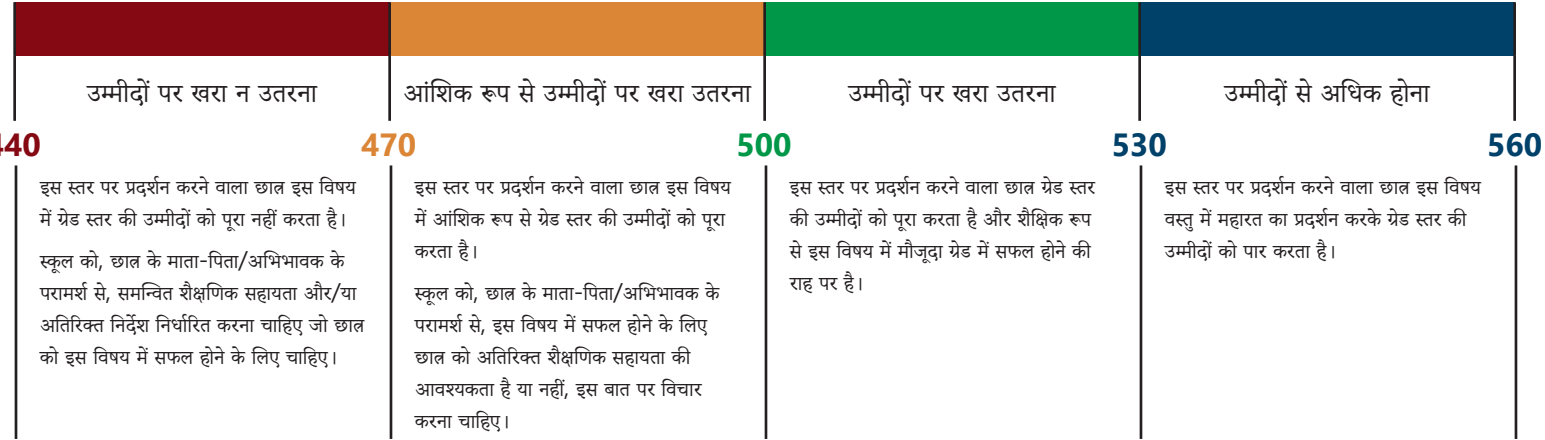 उम्मीदों पर खरा न उतरना
आंशिक रूप से उम्मीदों पर खरा उतरना
उम्मीदों पर खरा उतरना
उम्मीदों से अधिक होना
440
470
500
530
560
इस स्तर पर प्रदर्शन करने वाला छात्र इस विषय
में ग्रेड स्तर की उम्मीदों को पूरा नहीं करता है।
स्कूल को, छात्र के माता-पिता/अभिभावक के
परामर्श से, समन्वित शैक्षणिक सहायता और/या
अतिरिक्त निर्देश निर्धारित करना चाहिए जो छात्र
को इस विषय में सफल होने के लिए चाहिए।
इस स्तर पर प्रदर्शन करने वाला छात्र इस विषय
में आंशिक रूप से ग्रेड स्तर की उम्मीदों को पूरा
करता है।
स्कूल को, छात्र के माता-पिता/अभिभावक के
परामर्श से, इस विषय में सफल होने के लिए
छात्र को अतिरिक्त शैक्षणिक सहायता की
आवश्यकता है या नहीं, इस बात पर विचार
करना चाहिए।
इस स्तर पर प्रदर्शन करने वाला छात्र ग्रेड स्तर
की उम्मीदों को पूरा करता है और शैक्षिक रूप
से इस विषय में मौजूदा ग्रेड में सफल होने की
राह पर है।
इस स्तर पर प्रदर्शन करने वाला छात्र इस विषय
वस्तु में महारत का प्रदर्शन करके ग्रेड स्तर की
उम्मीदों को पार करता है।